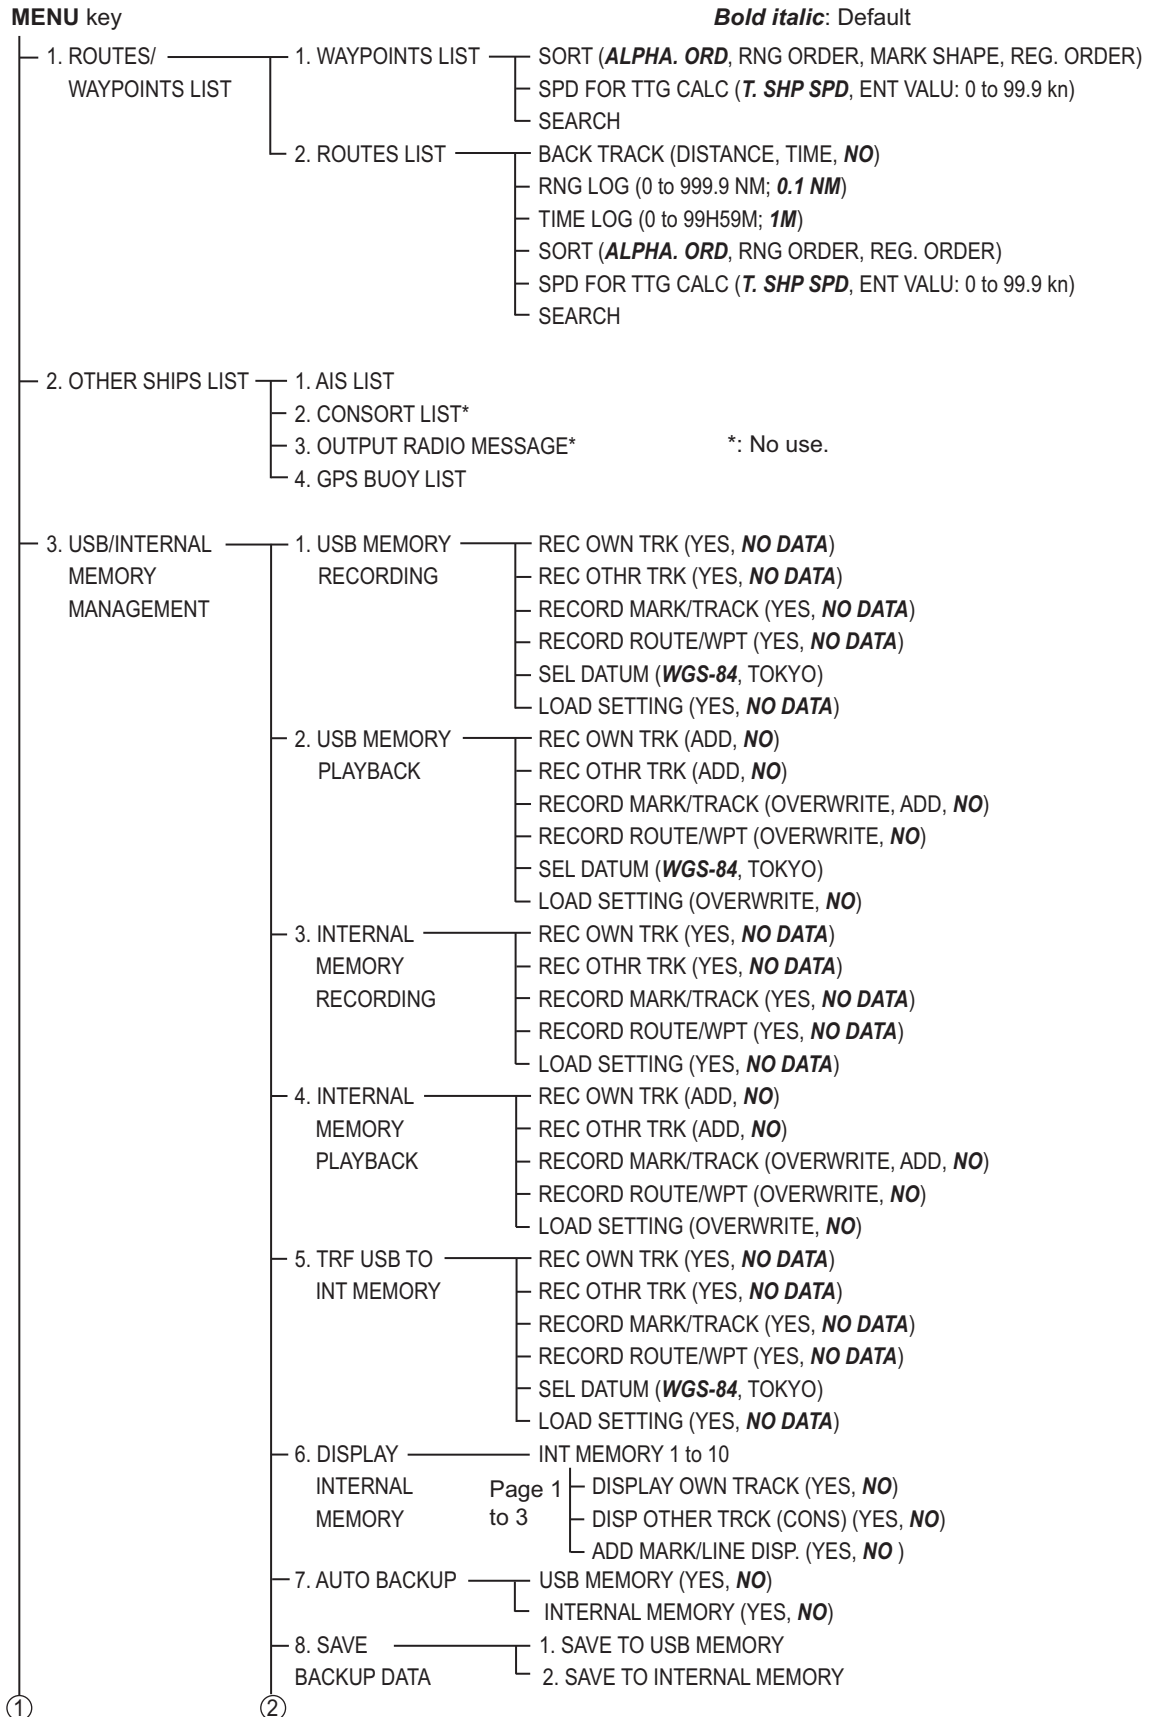 MENU key
Bold italic: Default
1. ROUTES/ WAYPOINTS LIST
1. WAYPOINTS LIST
SORT (ALPHA. ORD, RNG ORDER, MARK SHAPE, REG. ORDER)
SPD FOR TTG CALC (T. SHP SPD, ENT VALU: 0 to 99.9 kn)
SEARCH
2. ROUTES LIST
BACK TRACK (DISTANCE, TIME, NO)
RNG LOG (0 to 999.9 NM; 0.1 NM)
TIME LOG (0 to 99H59M; 1M)
SORT (ALPHA. ORD, RNG ORDER, REG. ORDER)
SPD FOR TTG CALC (T. SHP SPD, ENT VALU: 0 to 99.9 kn)
SEARCH
2. OTHER SHIPS LIST
1. AIS LIST
2. CONSORT LIST*
3. OUTPUT RADIO MESSAGE*
*: No use.
4. GPS BUOY LIST
3. USB/INTERNAL
MEMORY
MANAGEMENT
1. USB MEMORY
RECORDING
REC OWN TRK (YES, NO DATA)
REC OTHR TRK (YES, NO DATA)
RECORD MARK/TRACK (YES, NO DATA)
RECORD ROUTE/WPT (YES, NO DATA)
SEL DATUM (WGS-84, TOKYO)
LOAD SETTING (YES, NO DATA)
2. USB MEMORY
PLAYBACK
REC OWN TRK (ADD, NO)
REC OTHR TRK (ADD, NO)
RECORD MARK/TRACK (OVERWRITE, ADD, NO)
RECORD ROUTE/WPT (OVERWRITE, NO)
SEL DATUM (WGS-84, TOKYO)
LOAD SETTING (OVERWRITE, NO)
3. INTERNAL
MEMORY
RECORDING
REC OWN TRK (YES, NO DATA)
REC OTHR TRK (YES, NO DATA)
RECORD MARK/TRACK (YES, NO DATA)
RECORD ROUTE/WPT (YES, NO DATA)
LOAD SETTING (YES, NO DATA)
4. INTERNAL
MEMORY
PLAYBACK
REC OWN TRK (ADD, NO)
REC OTHR TRK (ADD, NO)
RECORD MARK/TRACK (OVERWRITE, ADD, NO)
RECORD ROUTE/WPT (OVERWRITE, NO)
LOAD SETTING (OVERWRITE, NO)
5. TRF USB TO
INT MEMORY
REC OWN TRK (YES, NO DATA)
REC OTHR TRK (YES, NO DATA)
RECORD MARK/TRACK (YES, NO DATA)
RECORD ROUTE/WPT (YES, NO DATA)
SEL DATUM (WGS-84, TOKYO)
LOAD SETTING (YES, NO DATA)
6. DISPLAY
INTERNAL
MEMORY
INT MEMORY 1 to 10
Page 1
to 3
DISPLAY OWN TRACK (YES, NO)
DISP OTHER TRCK (CONS) (YES, NO)
ADD MARK/LINE DISP. (YES, NO )
7. AUTO BACKUP
USB MEMORY (YES, NO)
INTERNAL MEMORY (YES, NO)
8. SAVE
BACKUP DATA
1. SAVE TO USB MEMORY
2. SAVE TO INTERNAL MEMORY
1
2